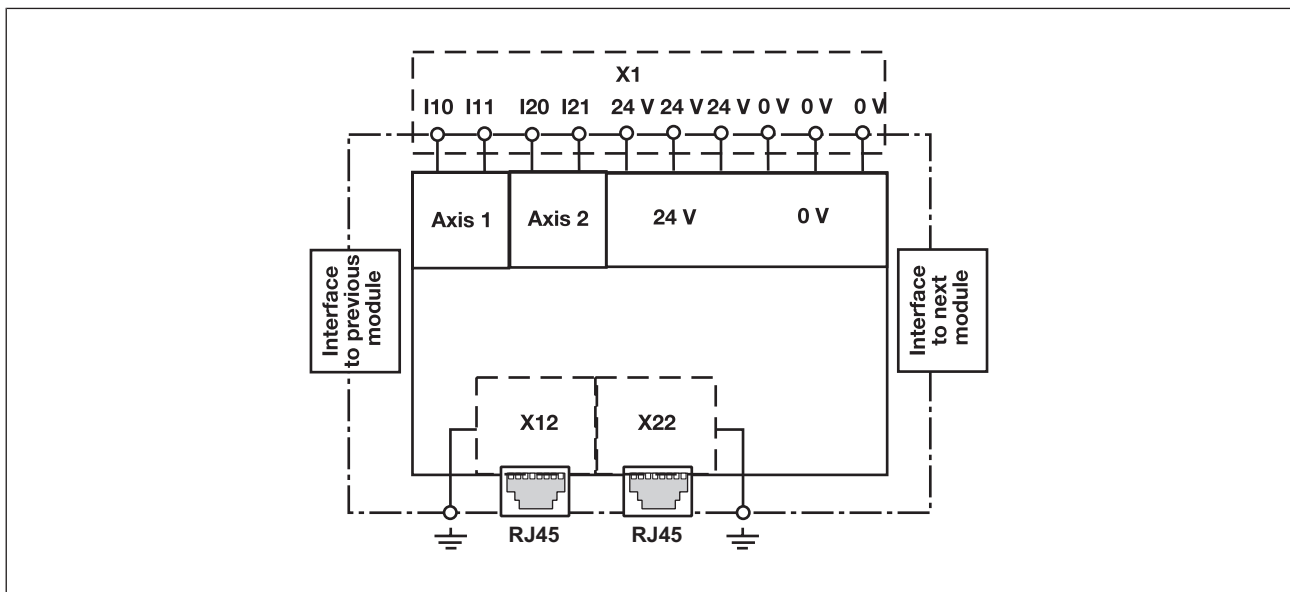 X1
I10 I11 I20 I21 24 V 24 V 24 V 0 V 0 V 0 V
Axis 1 Axis 2 24 V 0 V
Interface
to previous
module
Interface
to next
module
X12 X22
RJ45 RJ45